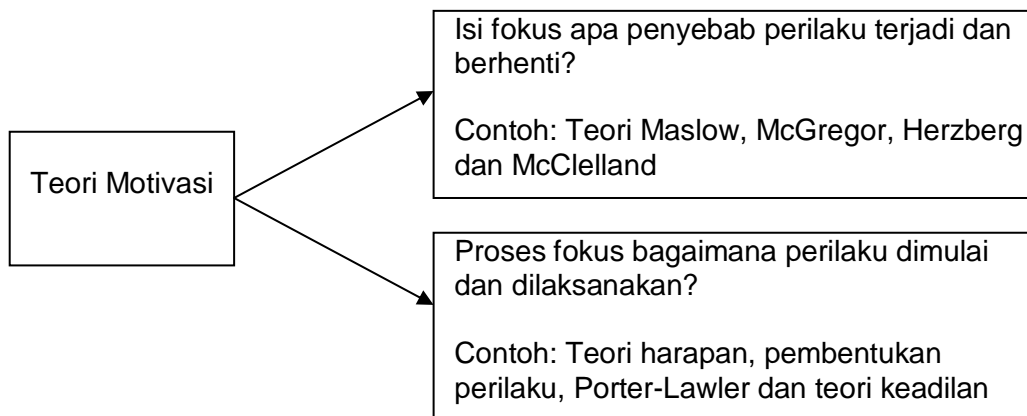 Teori Motivasi
Isi fokus apa penyebab perilaku terjadi dan
berhenti?
Contoh: Teori Maslow, McGregor, Herzberg
dan McClelland
Proses fokus bagaimana perilaku dimulai
dan dilaksanakan?
Contoh: Teori harapan, pembentukan
perilaku, Porter-Lawler dan teori keadilan